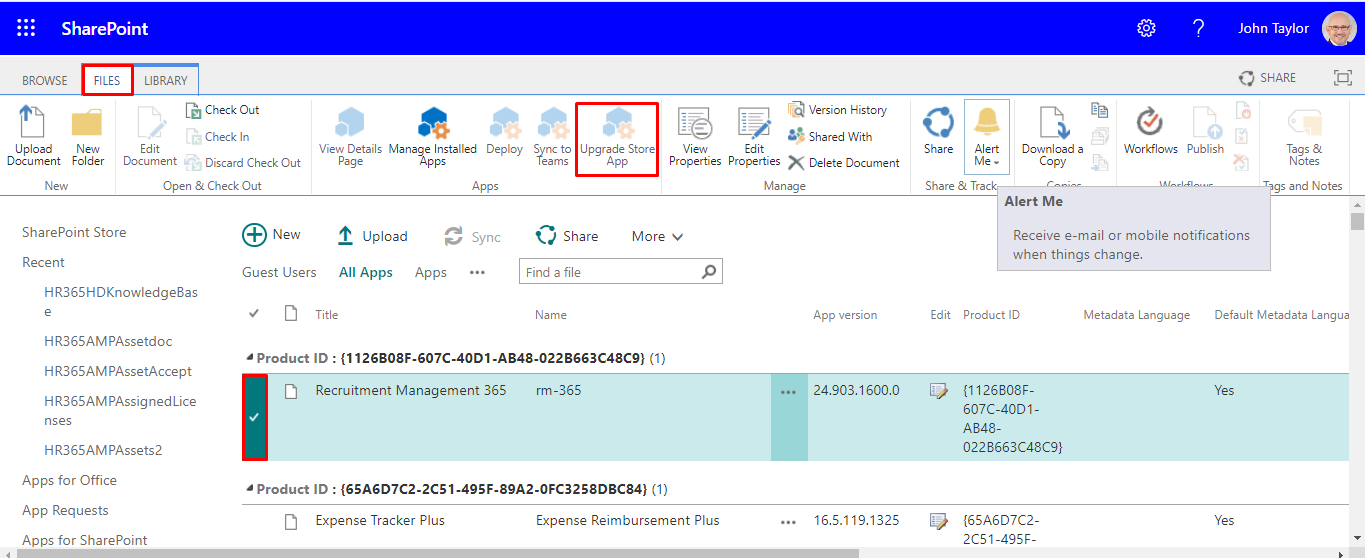 SharePoint
?
John Taylor
BROWSE
FILES
LIBRARY
SHARE
Upload
Document
New
Folder
New
Edit
Document
Check Out
Check In
Discard Check Out
Open & Check Out
View Details
Page
Manage Installed
Apps
Deploy
Sync to
Teams
Upgrade Store
App
Apps
View
Properties
Edit
Properties
Version History
Shared With
Delete Document
Manage
Share
Alert
Me
Share & Track
Download a
Copy
Copies
Workflows
Publish
Workflows
Tags &
Notes
Tags and Notes
Alert Me
Receive e-mail or mobile notifications
when things change.
SharePoint Store
Recent
HR365HDKnowledgeBas
e
HR365AMPAssetdoc
HR365AMPAssetAccept
HR365AMPAssignedLice
nses
HR365AMPAssets2
Apps for Office
App Requests
Apps for SharePoint
New
Upload
Sync
Share
More
Guest Users
All Apps
Apps
•••
Find a file
Title
Name
App version
Edit
Product ID
Metadata Language
Default Metadata Langua
Product ID : {1126B08F-607C-40D1-AB48-022B663C48C9} (1)
Recruitment Management 365
rm-365
•••
24.903.1600.0
{1126B08F-
607C-40D1-
AB48-
022B663C48C9}
Yes
Product ID : {65A6D7C2-2C51-495F-89A2-0FC3258DBC84} (1)
Expense Tracker Plus
Expense Reimbursement Plus
•••
16.5.119.1325
{65A6D7C2-
2C51-495F-
Yes